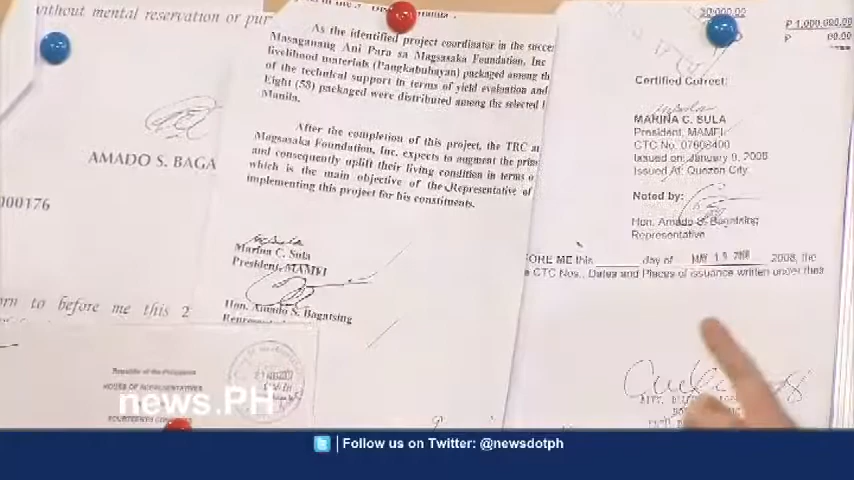 without mental reservation or pur
AMADO S. BAGA
000176
orn to before me this 2
As the identified project coordinator in the succe
Masaganang Ani Para sa Magsasaka Foundation, Inc
livelihood materials (Pangkabuhayan) packaged among th
of the technical support in terms of yield evaluation and
Eight (58) packaged were distributed among the selected
Manila.
After the completion of this project, the TRC a
Magsasaka Foundation, Inc. expects to augment the prim
and consequently uplift their living condition in terms o
which is the main objective of the Representative of
implementing this project for his constituents.
Marina C. Sula
President, MAMFI
Hon. Amado S. Bagatsing
Republic of the Philippines
HOUSE OF REPRESENTATIVES
FOURTEENTH
P 1,000,000.00
Certified Correct:
MARINA C. SULA
President, MAMFI
CTC No. 07608400
Issued on: January 9, 2008
Issued At: Quezon City
Noted by:
Hon. Amado S. Bagatsing
Representative
ORE ME this day of MAY 2008, the
CTC Nos., Dates and Places of issuance written under thei
news.PH
Follow us on Twitter: @newsdotph